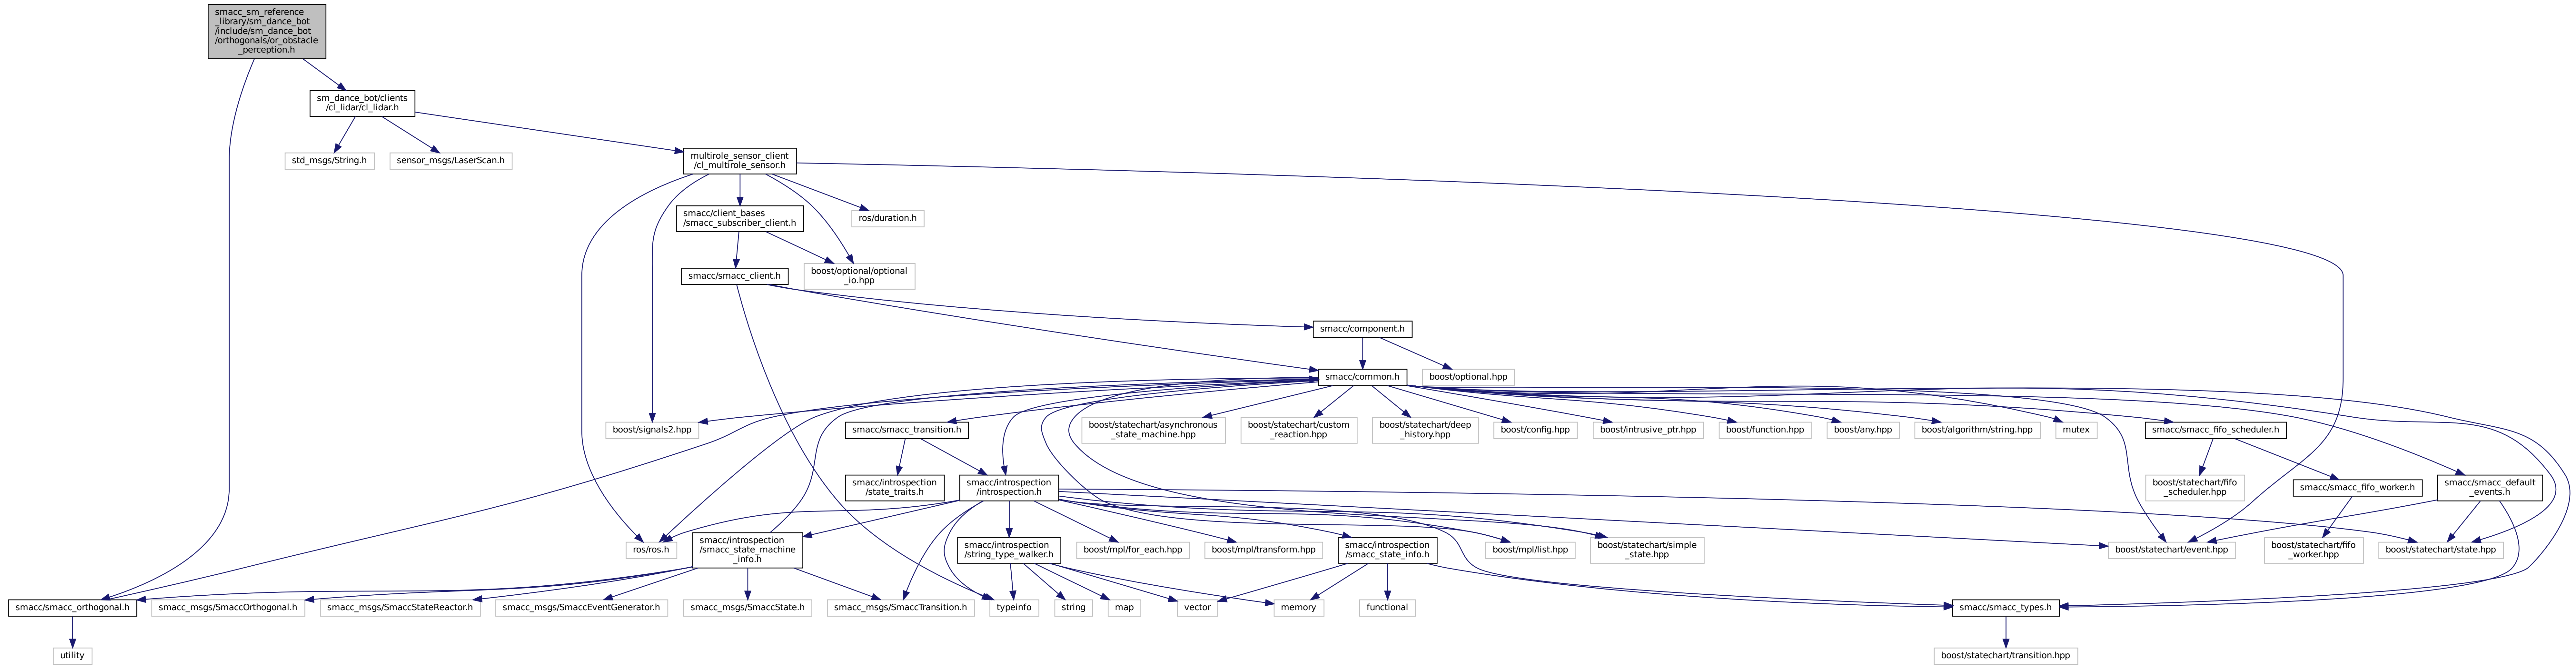 smacc_sm_reference
_library/sm_dance_bot
/include/sm_dance_bot
/orthogonals/or_obstacle
_perception.h
sm_dance_bot/clients
/cl_lidar/cl_lidar.h
std_msgs/String.h
sensor_msgs/LaserScan.h
multirole_sensor_client
/cl_multirole_sensor.h
smacc/client_bases
/smacc_subscriber_client.h
ros/duration.h
smacc/smacc_client.h
boost/optional/optional
_io.hpp
smacc/component.h
smacc/common.h
boost/optional.hpp
boost/signals2.hpp
smacc/smacc_transition.h
boost/statechart/asynchronous
_state_machine.hpp
boost/statechart/custom
_reaction.hpp
boost/statechart/deep
_history.hpp
boost/config.hpp
boost/intrusive_ptr.hpp
boost/function.hpp
boost/any.hpp
boost/algorithm/string.hpp
mutex
smacc/smacc_fifo_scheduler.h
smacc/introspection
/state_traits.h
smacc/introspection
/introspection.h
boost/statechart/fifo
_scheduler.hpp
smacc/smacc_fifo_worker.h
smacc/smacc_default
_events.h
ros/ros.h
smacc/introspection
/smacc_state_machine
_info.h
smacc/introspection
/string_type_walker.h
boost/mpl/for_each.hpp
boost/mpl/transform.hpp
smacc/introspection
/smacc_state_info.h
boost/mpl/list.hpp
boost/statechart/simple
_state.hpp
boost/statechart/event.hpp
boost/statechart/fifo
_worker.hpp
boost/statechart/state.hpp
smacc/smacc_orthogonal.h
smacc_msgs/SmaccOrthogonal.h
smacc_msgs/SmaccStateReactor.h
smacc_msgs/SmaccEventGenerator.h
smacc_msgs/SmaccState.h
smacc_msgs/SmaccTransition.h
typeinfo
string
map
vector
memory
functional
smacc/smacc_types.h
utility
boost/statechart/transition.hpp